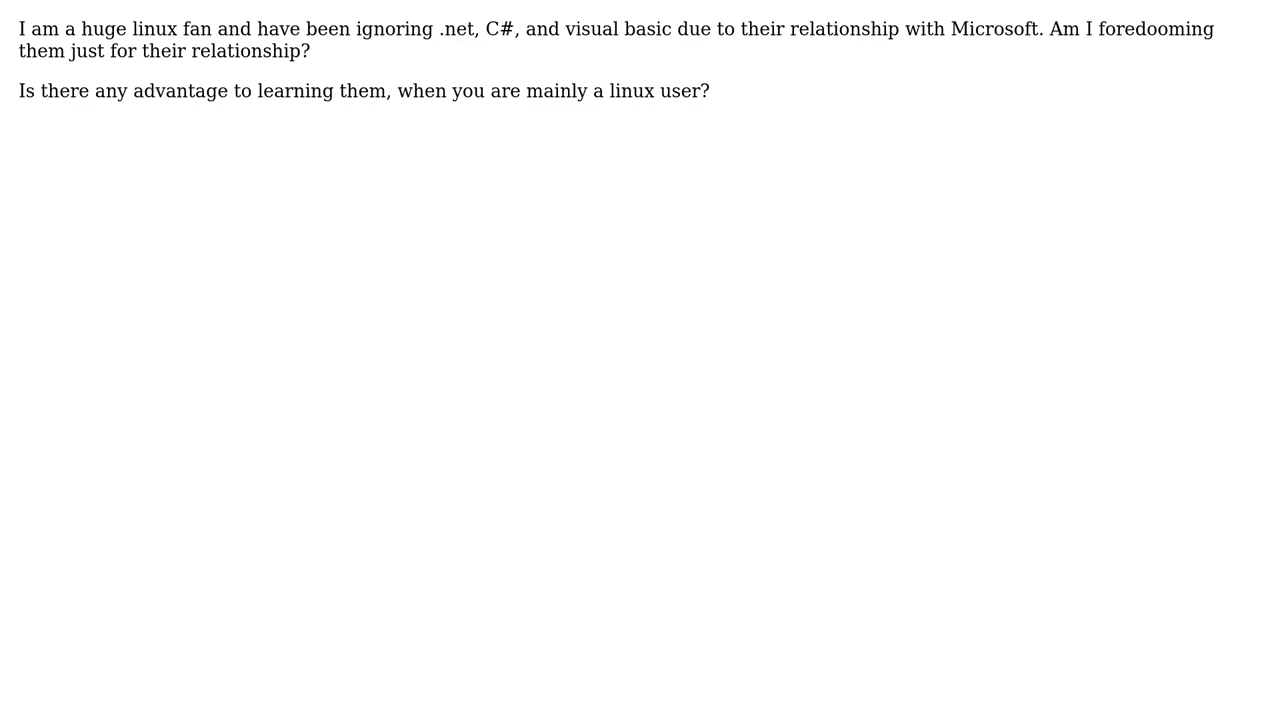 I am a huge linux fan and have been ignoring .net, C#, and visual basic due to their relationship with Microsoft. Am I foredooming
them just for their relationship?
Is there any advantage to learning them, when you are mainly a linux user?